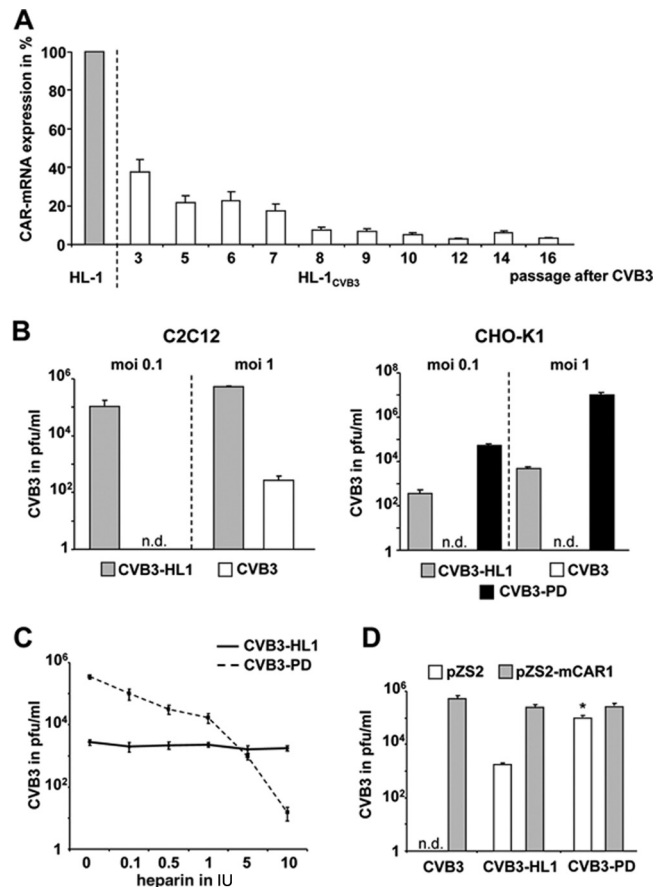 A
CAR-mRNA expression in %
100
80
60
40
20
0
3 5 6 7 8 9 10 12 14 16
HL-1 HL-1CVB3 passage after CVB3
B
C2C12
moi 0.1 moi 1
CVB3 in pfu/ml
10^6
10^4
10^2
1
n.d.
CVB3-HL1 CVB3
CHO-K1
moi 0.1 moi 1
CVB3 in pfu/ml
10^8
10^6
10^4
10^2
1
n.d. n.d.
CVB3-HL1 CVB3
CVB3-PD
C
CVB3-HL1
CVB3-PD
CVB3 in pfu/ml
10^6
10^4
10^2
1
0 0.1 0.5 1 5 10
heparin in IU
D
pZS2 pZS2-mCAR1
CVB3 in pfu/ml
10^6
10^4
10^2
1
n.d.
*
CVB3 CVB3-HL1 CVB3-PD